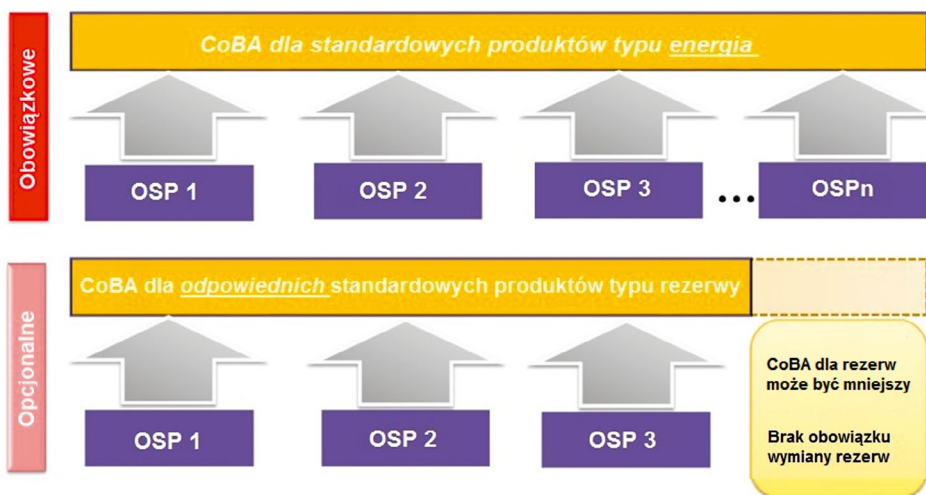 Obowiązkowe
CoBA dla standardowych produktów typu energia
OSP 1
OSP 2
OSP 3
...
OSPn
Opcjonalne
CoBA dla odpowiednich standardowych produktów typu rezerwy
OSP 1
OSP 2
OSP 3
CoBA dla rezerw
może być mniejszy
Brak obowiązku
wymiany rezerw